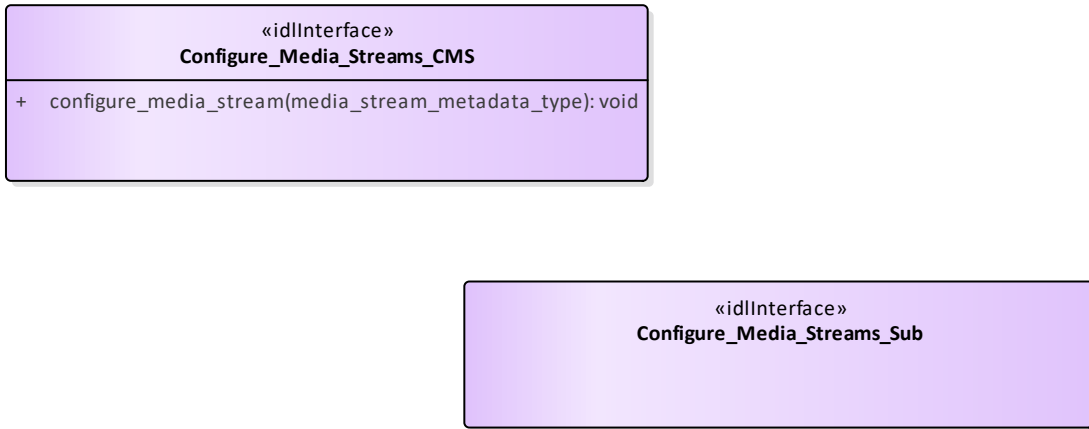 «idlInterface»
Configure_Media_Streams_CMS
+ configure_media_stream(media_stream_metadata_type): void
«idlInterface»
Configure_Media_Streams_Sub